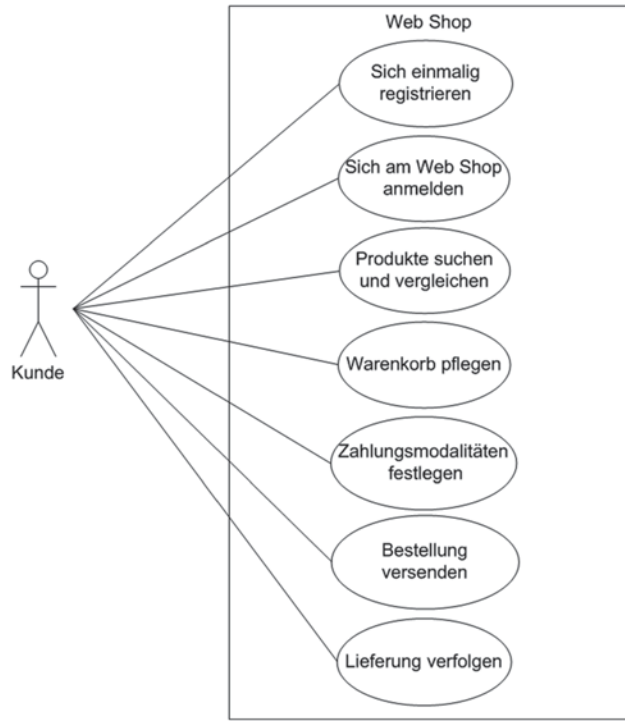 Web Shop
Sich einmalig
registrieren
Sich am Web Shop
anmelden
Produkte suchen
und vergleichen
Warenkorb pflegen
Kunde
Zahlungsmodalitäten
festlegen
Bestellung
versenden
Lieferung verfolgen